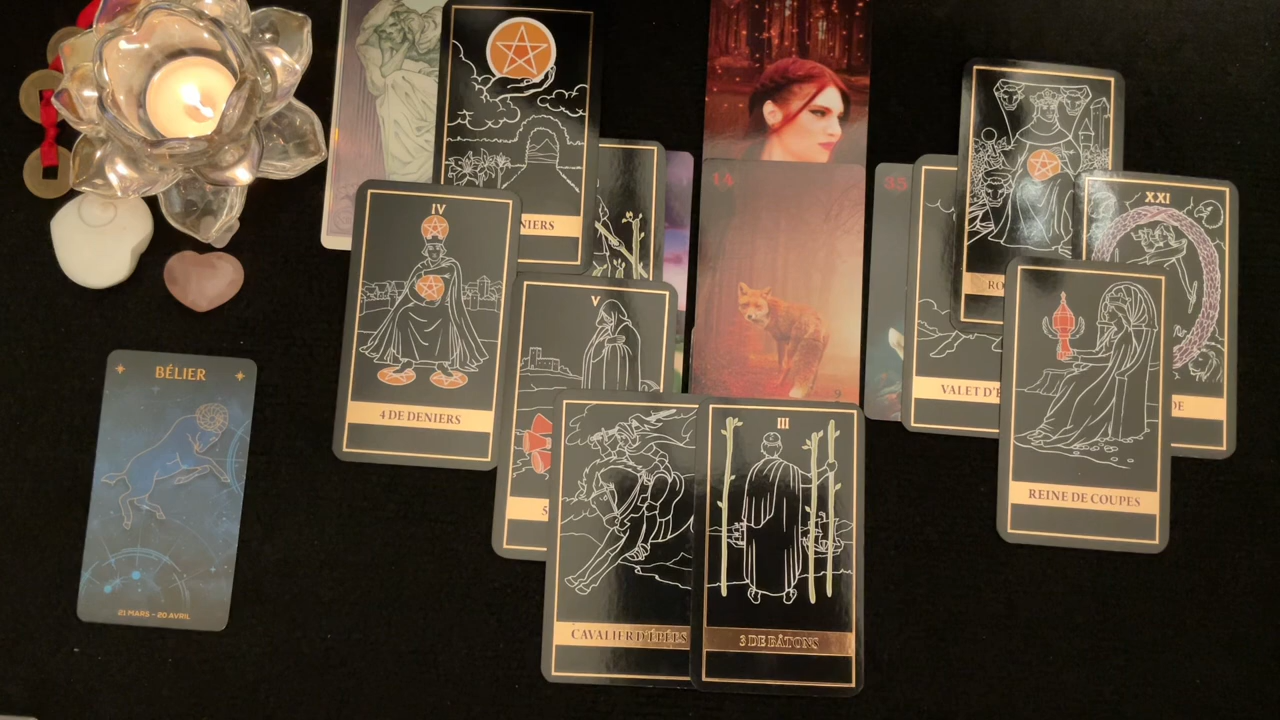 BÉLIER
21 MARS - 20 AVRIL
IV
4 DE DENIERS
NIERS
V
5
CAVALIER D'ÉPÉES
III
3 DE BÂTONS
14
35
VALET D'É
RO
XXI
DE
REINE DE COUPES